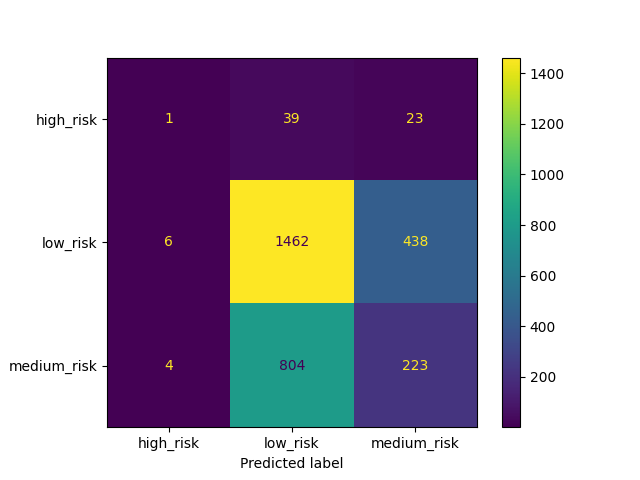 1400
1200
1000
800
600
400
200
high_risk 1 39 23
low_risk 6 1462 438
medium_risk 4 804 223
high_risk low_risk medium_risk
Predicted label